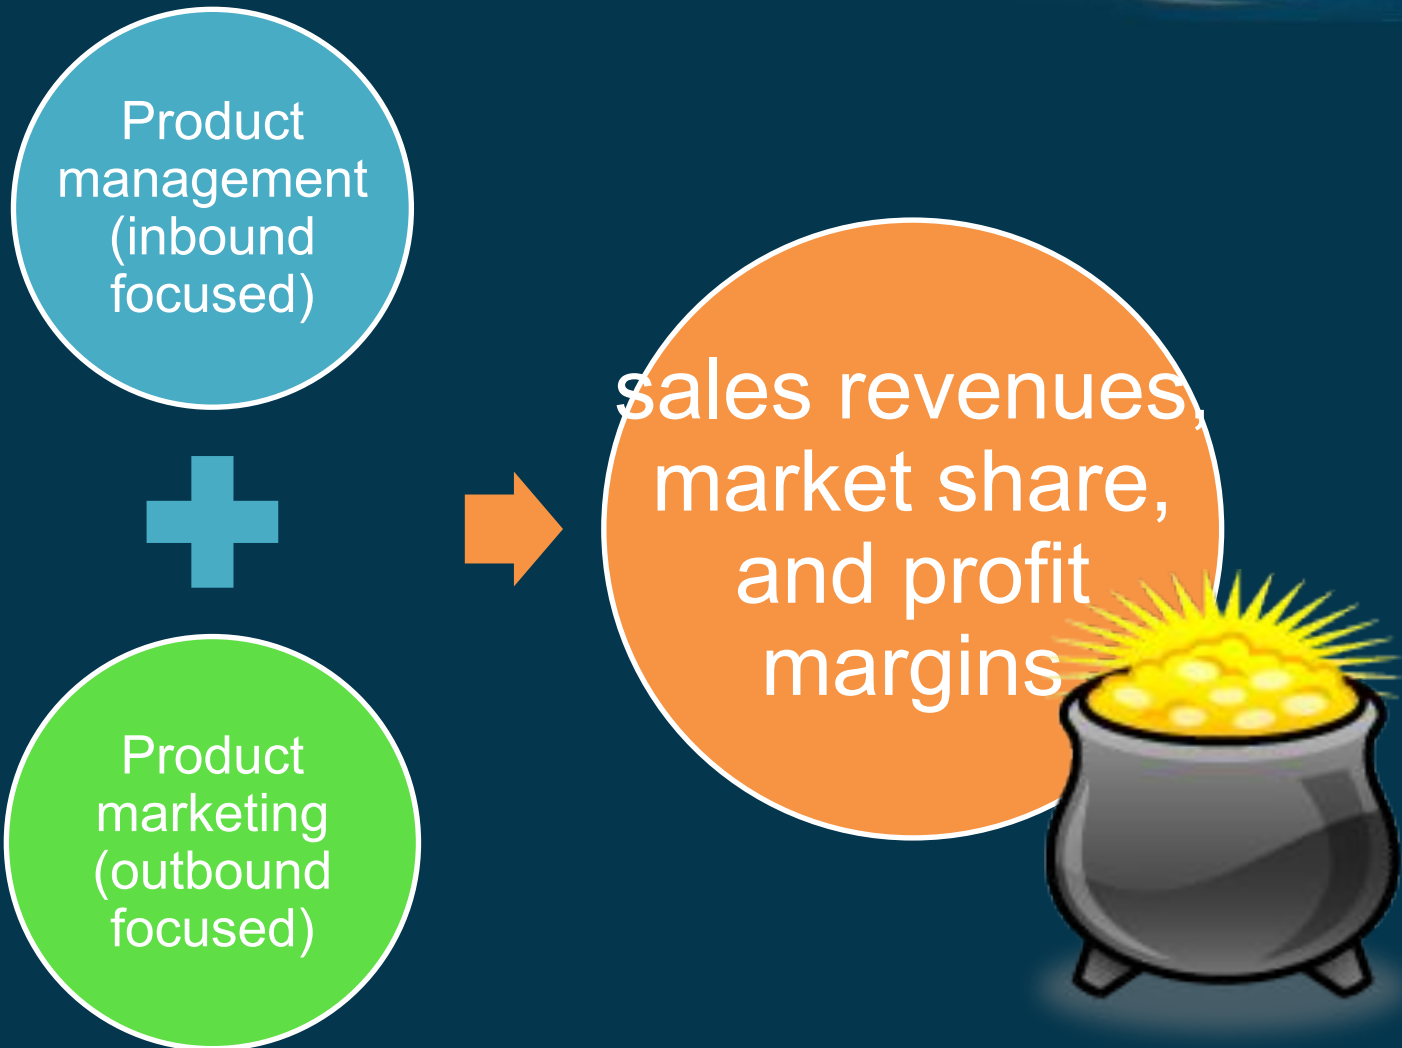 Product
management
(inbound
focused)
Product
marketing
(outbound
focused)
sales revenues,
market share,
and profit
margins